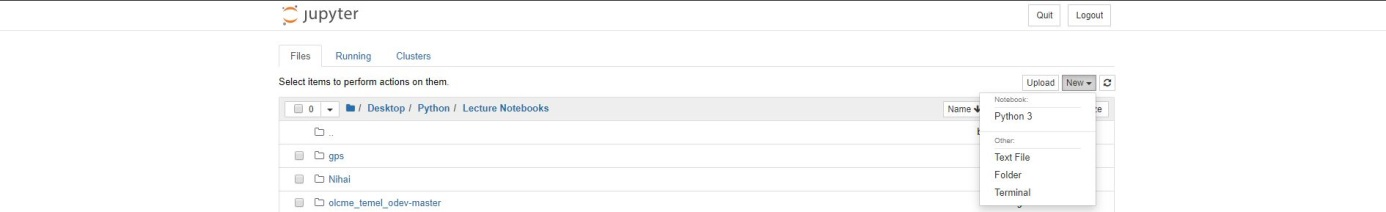 jupyter
Quit Logout
Files Running Clusters
Select items to perform actions on them.
Upload New
0 / Desktop / Python / Lecture Notebooks Name
Notebook:
Python 3
..
Other:
gps
Text File
Folder
Nihai
Terminal
olcme_temel_odev-master